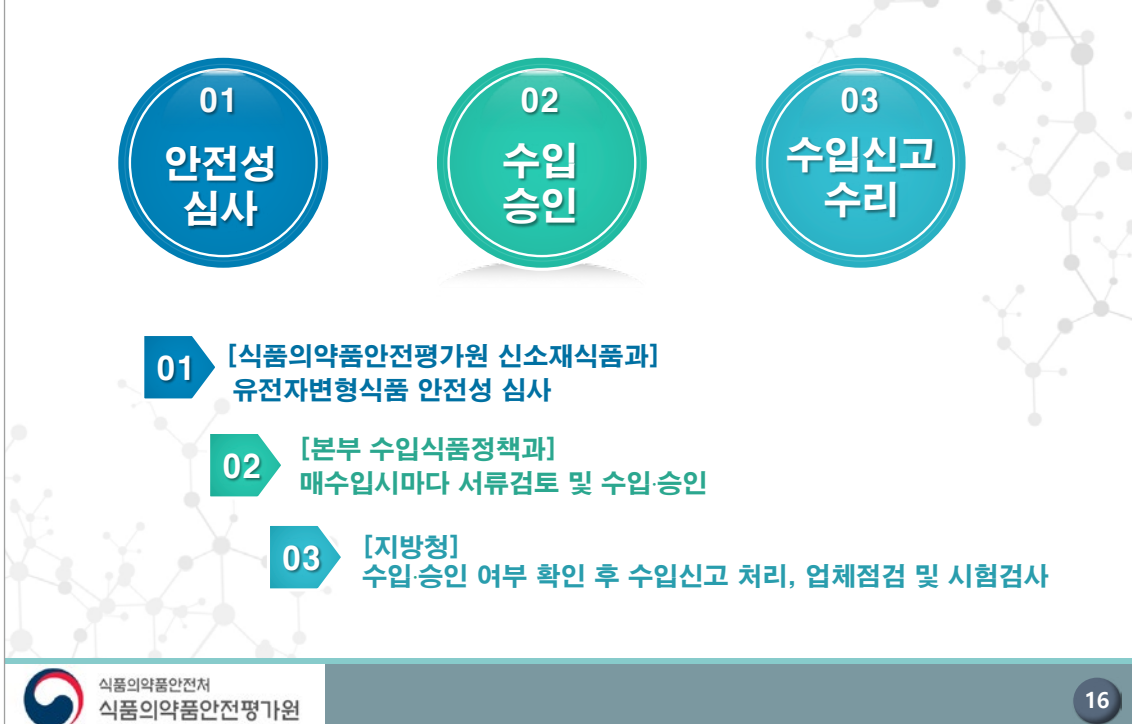 01
안전성
심사
02
수입
승인
03
수입신고
수리
01
[식품의약품안전평가원 신소재식품과]
유전자변형식품 안전성 심사
02
[본부 수입식품정책과]
매수입시마다 서류검토 및 수입·승인
03
[지방청]
수입·승인 여부 확인 후 수입신고 처리, 업체점검 및 시험검사
식품의약품안전처
식품의약품안전평가원
16